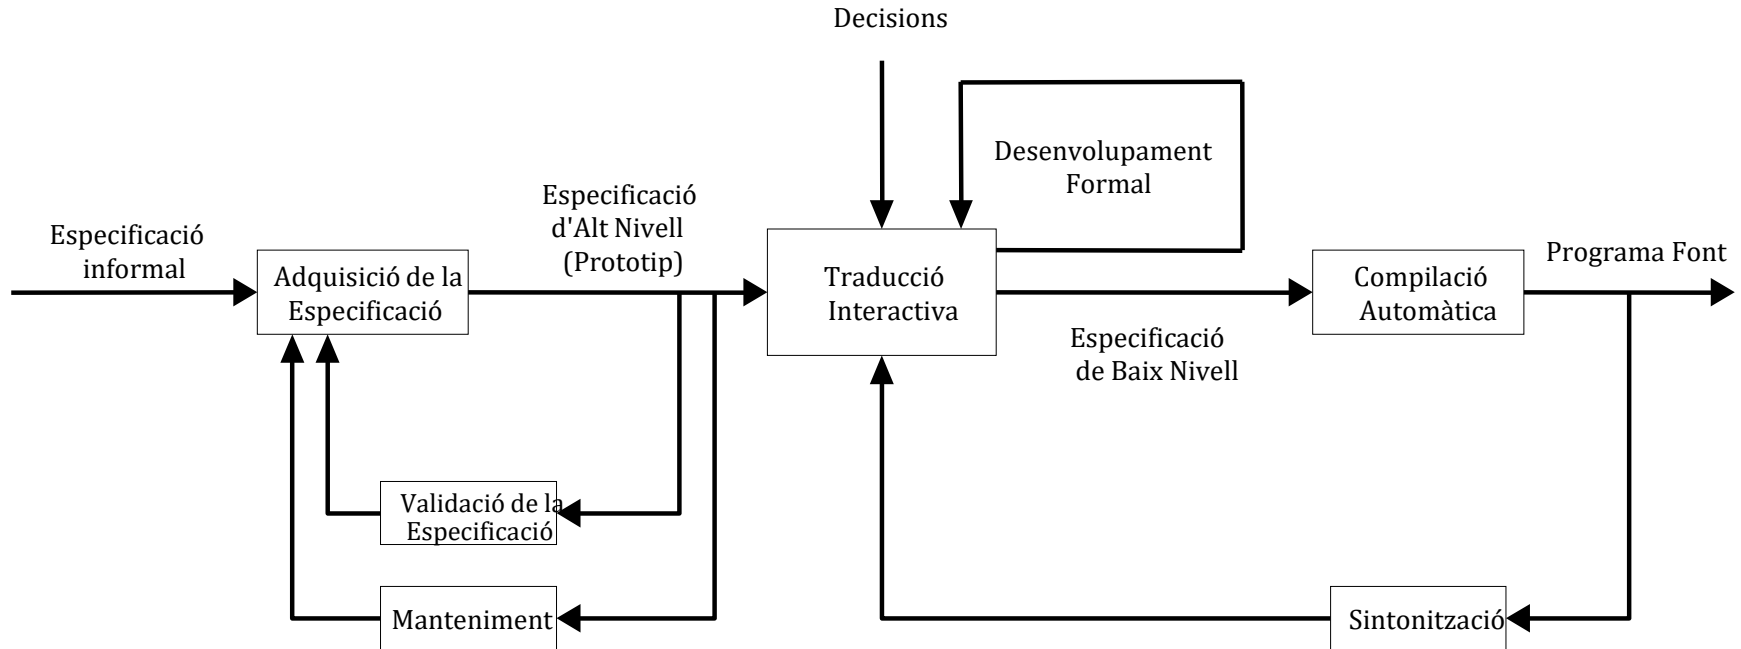 Decisions
Desenvolupament
Formal
Especificació
d'Alt Nivell
(Prototip)
Especificació
informal
Adquisició de la
Especificació
Traducció
Interactiva
Compilació
Automàtica
Programa Font
Especificació
de Baix Nivell
Validació de la
Especificació
Manteniment
Sintonització